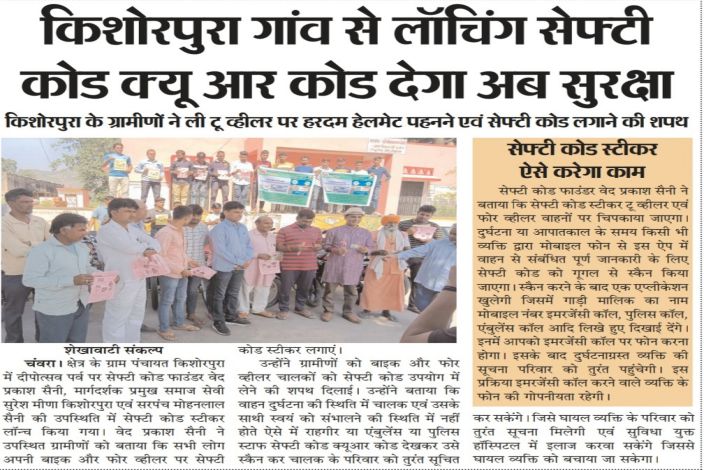 किशोरपुरा गांव से लॉचिंग सेफ्टी
कोड क्यू आर कोड देगा अब सुरक्षा
किशोरपुरा के ग्रामीणों ने ली टू व्हीलर पर हरदम हेलमेट पहनने एवं सेफ्टी कोड लगाने की शपथ
शेखावाटी संकल्प
चंवरा। क्षेत्र के ग्राम पंचायत किशोरपुरा
में दीपोत्सव पर्व पर सेफ्टी कोड फाउंडर वेद
प्रकाश सैनी, मार्गदर्शक प्रमुख समाज सेवी
सुरेश मीणा किशोरपुरा एवं सरपंच मोहनलाल
सैनी की उपस्थिति में सेफ्टी कोड स्टीकर
लॉन्च किया गया। वेद प्रकाश सैनी ने
उपस्थित ग्रामीणों को बताया कि सभी लोग
अपनी बाइक और फोर व्हीलर पर सेफ्टी
कोड स्टीकर लगाएं।
उन्होंने ग्रामीणों को बाइक और फोर
व्हीलर चालकों को सेफ्टी कोड उपयोग में
लेने की शपथ दिलाई। उन्होंने बताया कि
वाहन दुर्घटना की स्थिति में चालक एवं उसके
साथी स्वयं को संभालने की स्थिति में नहीं
होते ऐसे में राहगीर या एंबुलेंस या पुलिस
स्टाफ सेफ्टी कोड क्यूआर कोड देखकर उसे
स्कैन कर चालक के परिवार को तुरंत सूचित
सेफ्टी कोड स्टीकर
ऐसे करेगा काम
सेफ्टी कोड फाउंडर वेद प्रकाश सैनी ने
बताया कि सेफ्टी कोड स्टीकर टू व्हीलर एवं
फोर व्हीलर वाहनों पर चिपकाया जाएगा।
दुर्घटना या आपातकाल के समय किसी भी
व्यक्ति द्वारा मोबाइल फोन से इस ऐप में
वाहन से संबंधित पूर्ण जानकारी के लिए
सेफ्टी कोड को गूगल से स्कैन किया
जाएगा। स्कैन करने के बाद एक एप्लीकेशन
खुलेगी जिसमें गाड़ी मालिक का नाम
मोबाइल नंबर इमरजेंसी कॉल, पुलिस कॉल,
एंबुलेंस कॉल आदि लिखे हुए दिखाई देंगे।
इनमें आपको इमरजेंसी कॉल पर फोन करना
होगा। इसके बाद दुर्घटनाग्रस्त व्यक्ति की
सूचना परिवार को तुरंत पहुंचेगी। इस
प्रक्रिया इमरजेंसी कॉल करने वाले व्यक्ति के
फोन की गोपनीयता रहेगी।
कर सकेंगे। जिसे घायल व्यक्ति के परिवार को
तुरंत सूचना मिलेगी एवं सुविधा युक्त
हॉस्पिटल में इलाज करवा सकेंगे जिससे
घायल व्यक्ति को बचाया जा सकेगा।